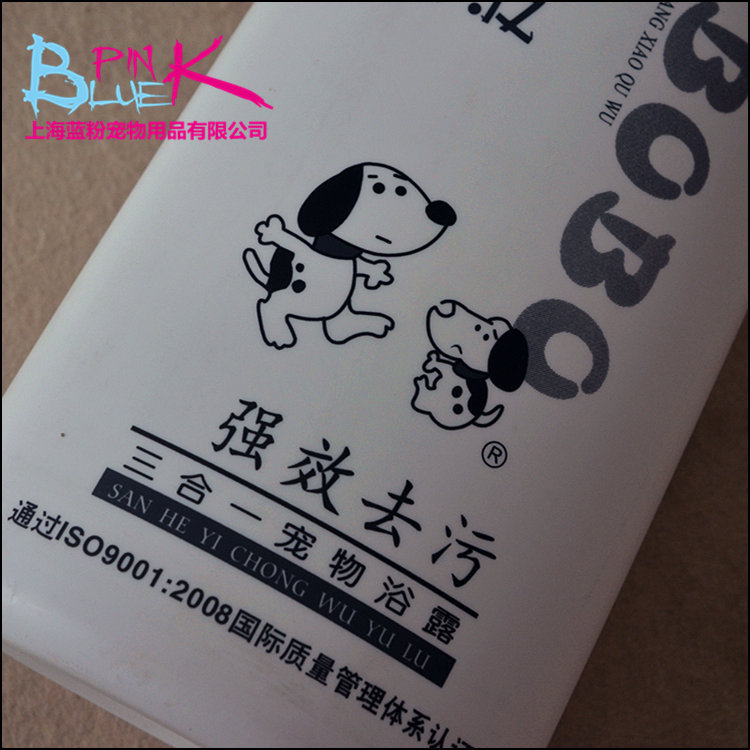 BLUE PINK
上海蓝粉宠物用品有限公司
BOBO
ANG XIAO QU WU
®
强效去污
三合一宠物浴露
SAN HE YI CHONG WU YU LU
通过ISO9001:2008国际质量管理体系认证